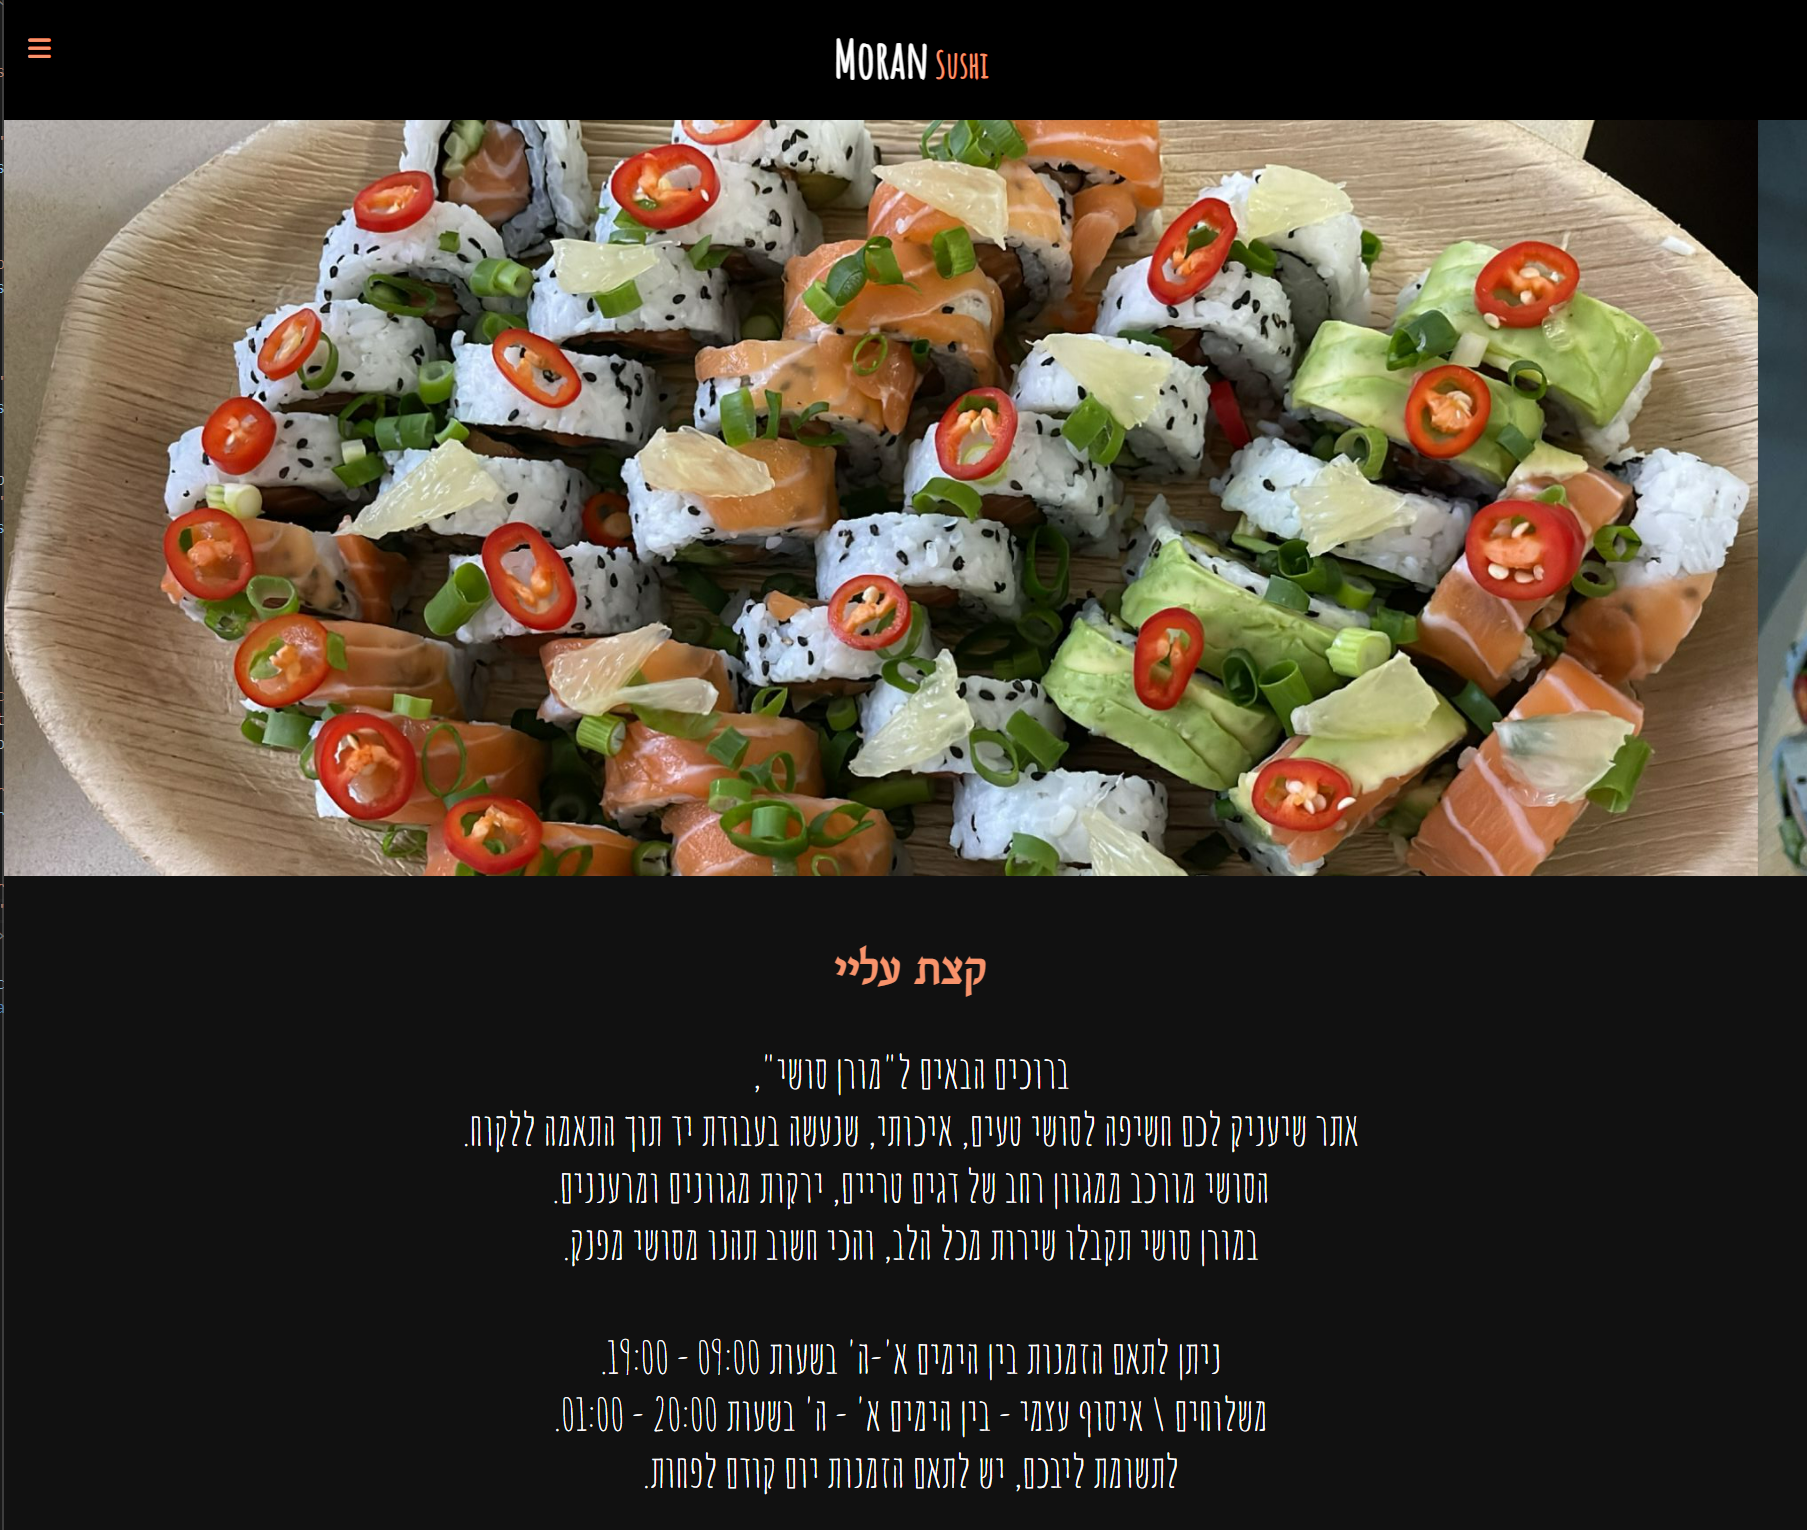 MORAN SUSHI
קצת עליי
ברוכים הבאים ל"מורן סושי",
אתר שיעניק לכם חשיפה לסושי טעים, איכותי, שנעשה בעבודת יד תוך התאמה ללקוח.
הסושי מורכב ממגוון רחב של דגים טריים, ירקות מגוונים ומרעננים.
במורן סושי תקבלו שירות מכל הלב, והכי חשוב תהנו מסושי מפנק.
ניתן לתאם הזמנות בין הימים א'-ה' בשעות 09:00 - 19:00.
משלוחים \ איסוף עצמי - בין הימים א' - ה' בשעות 20:00 - 01:00.
לתשומת ליבכם, יש לתאם הזמנות יום קודם לפחות.